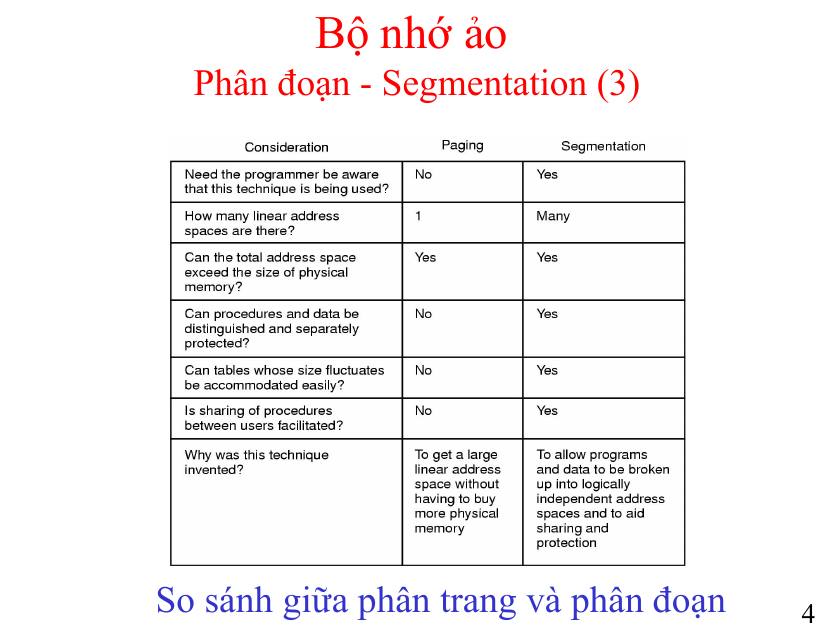 Bộ nhớ ảo
Phân đoạn - Segmentation (3)
Consideration Paging Segmentation
Need the programmer be aware No Yes
that this technique is being used?
How many linear address 1 Many
spaces are there?
Can the total address space Yes Yes
exceed the size of physical
memory?
Can procedures and data be No Yes
distinguished and separately
protected?
Can tables whose size fluctuates No Yes
be accommodated easily?
Is sharing of procedures No Yes
between users facilitated?
Why was this technique To get a large To allow programs
invented? linear address and data to be broken
space without up into logically
having to buy independent address
more physical spaces and to aid
memory sharing and
protection
So sánh giữa phân trang và phân đoạn
4